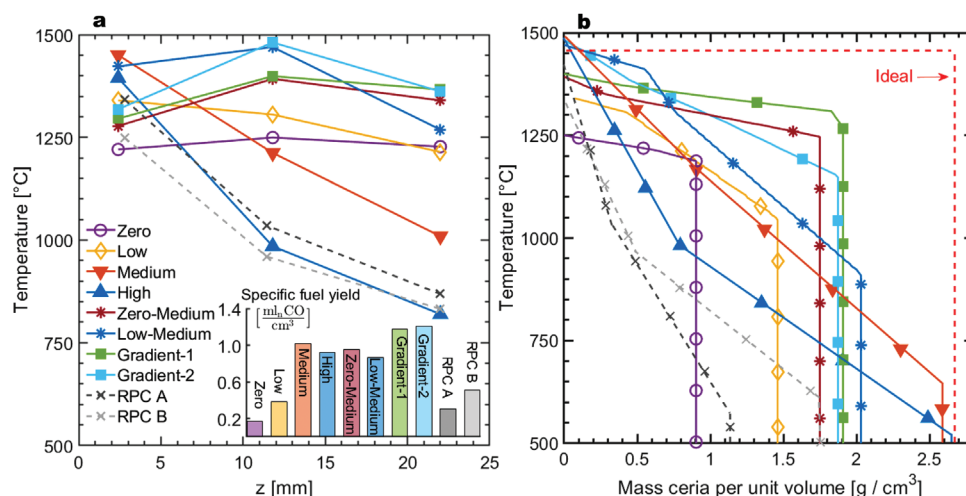 a
1500
1250
1000
750
500
Temperature [°C]
0
5
10
15
20
25
z [mm]
Zero
Low
Medium
High
Zero-Medium
Low-Medium
Gradient-1
Gradient-2
RPC A
RPC B
Specific fuel yield
[mlₙCO/cm³]
1.4
1.0
0.6
0.2
Zero
Low
Medium
High
Zero-Medium
Low-Medium
Gradient-1
Gradient-2
RPC A
RPC B
b
1500
1250
1000
750
500
Temperature [°C]
Ideal
0
0.5
1
1.5
2
2.5
Mass ceria per unit volume [g / cm³]